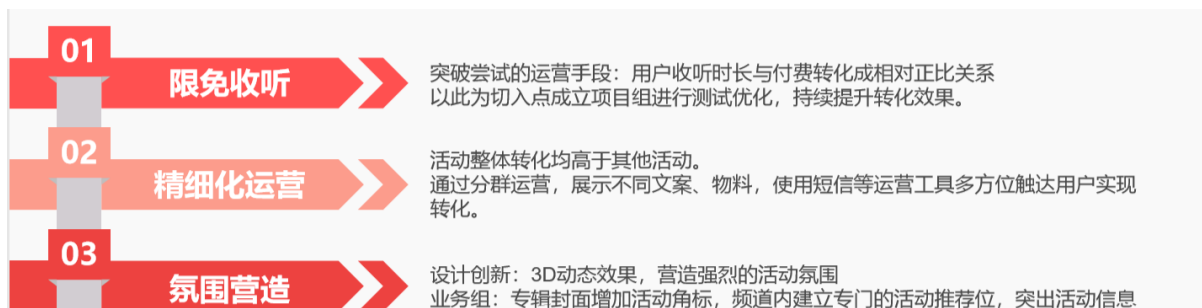 01
限免收听
突破尝试的运营手段：用户收听时长与付费转化成相对正比关系
以此为切入点成立项目组进行测试优化，持续提升转化效果。
02
精细化运营
活动整体转化均高于其他活动。
通过分群运营，展示不同文案、物料，使用短信等运营工具多方位触达用户实现
转化。
03
氛围营造
设计创新：3D动态效果，营造强烈的活动氛围
业务组：专辑封面增加活动角标，频道内建立专门的活动推荐位，突出活动信息